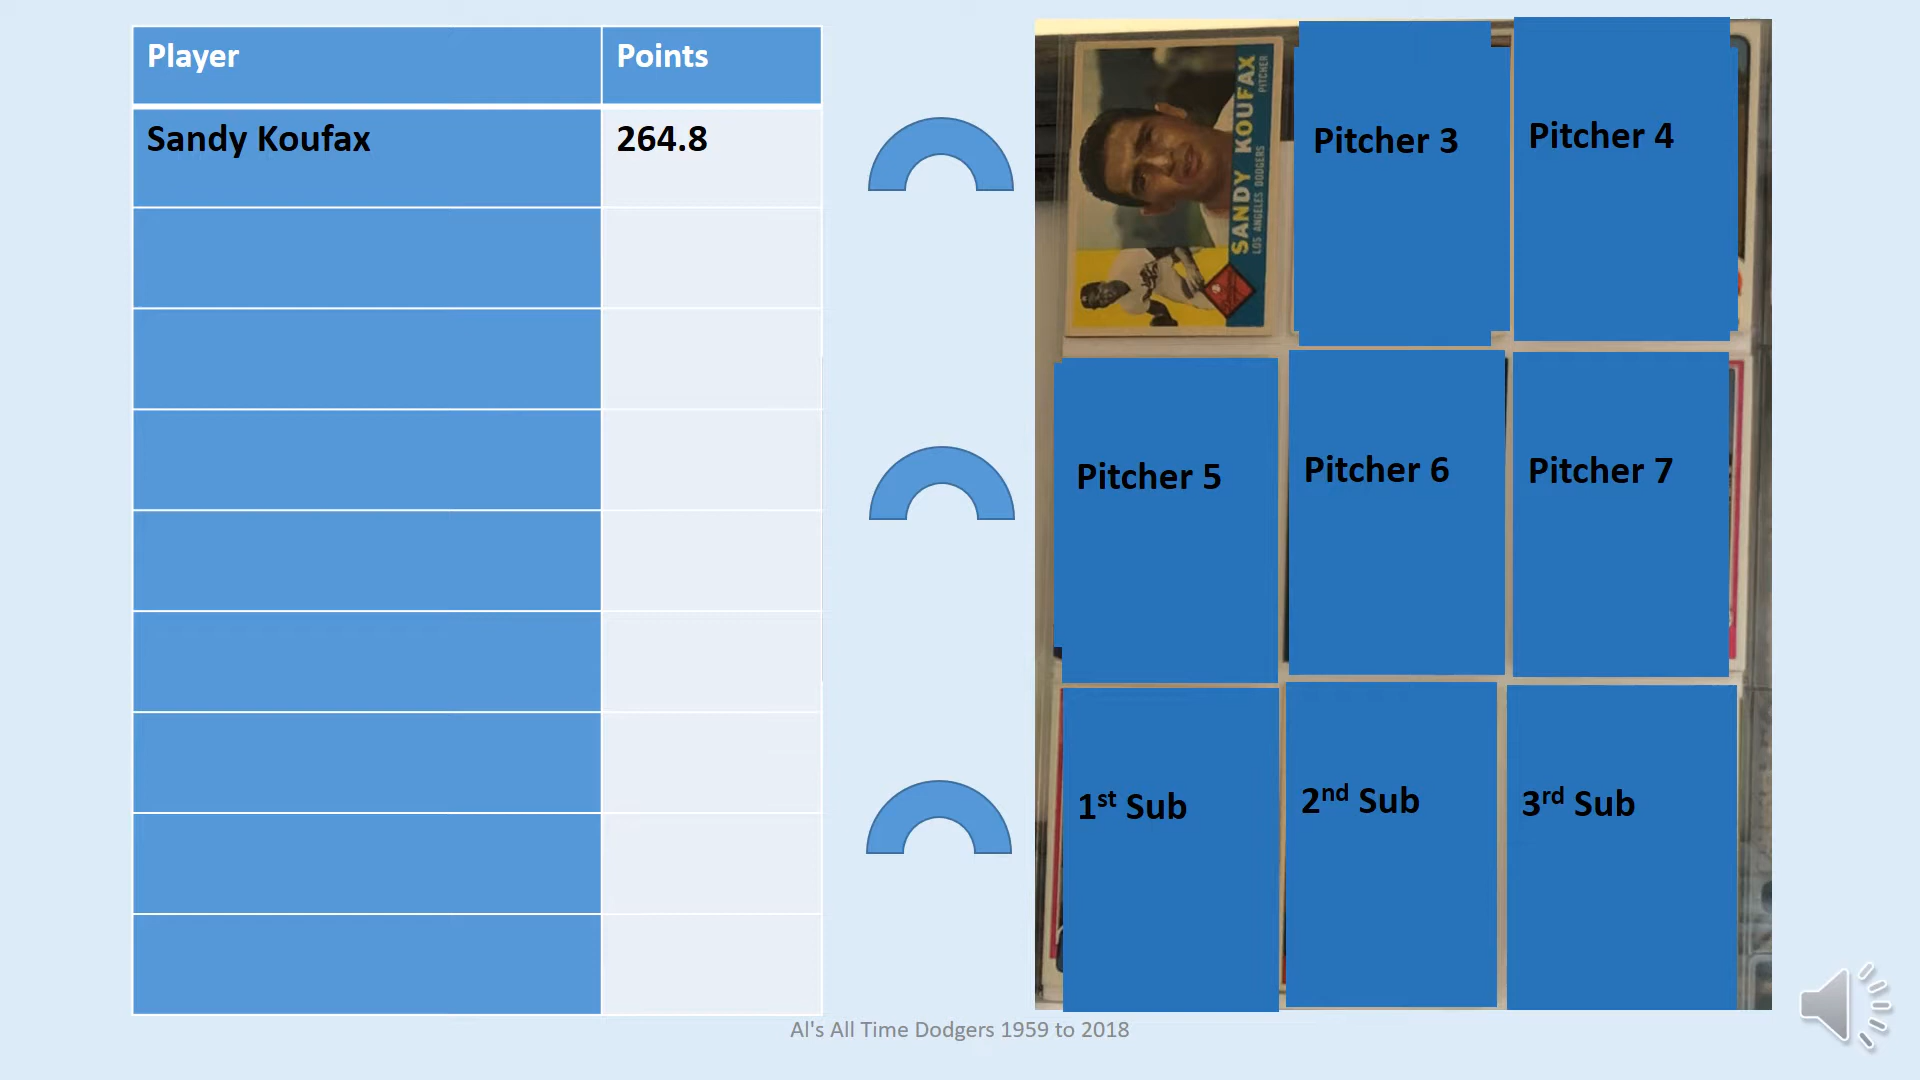 Player Points
Sandy Koufax 264.8
SANDY KOUFAX
PITCHER
LOS ANGELES DODGERS
Pitcher 3
Pitcher 4
Pitcher 5
Pitcher 6
Pitcher 7
1st Sub
2nd Sub
3rd Sub
Al's All Time Dodgers 1959 to 2018